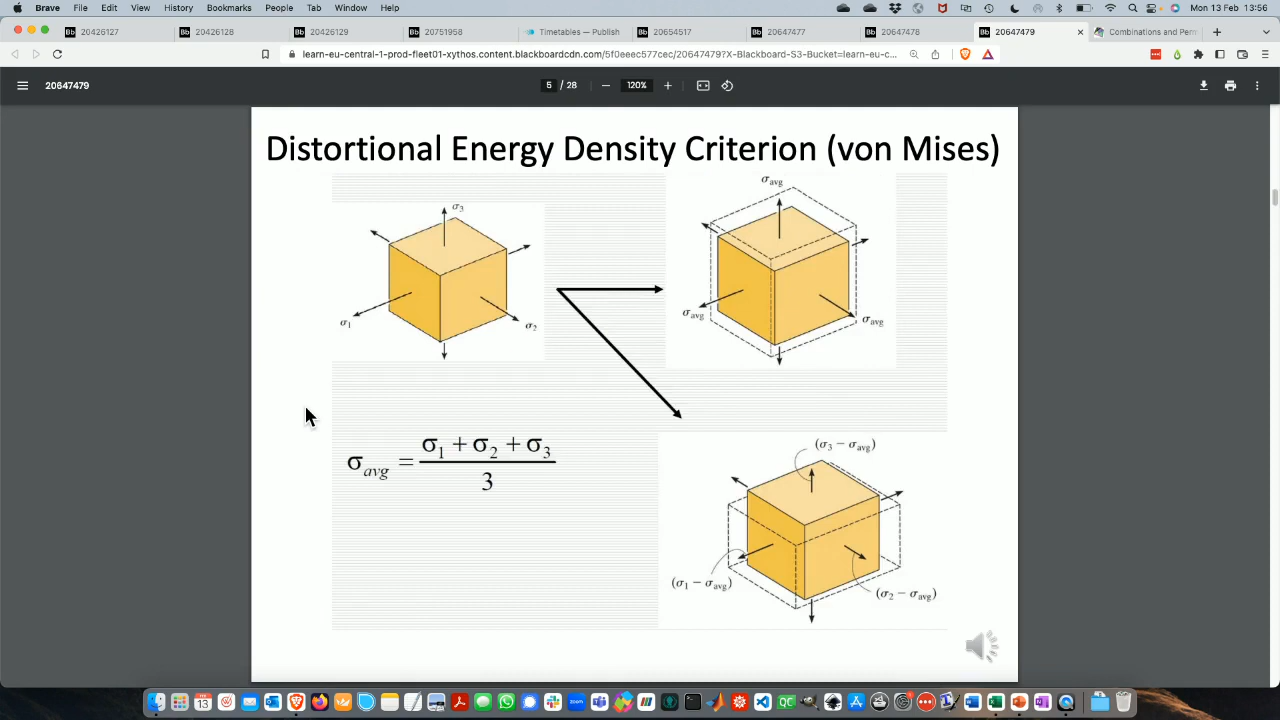 Brave File Edit View History Bookmarks People Tab Window Help Mon 13 Feb 13:56
20426127 20426128 20426129 20751958 Timetables — Publish 20654517 20647477 20647478 20647479 Combinations and Perm
learn-eu-central-1-prod-fleet01-xythos.content.blackboardcdn.com/5f0eeec577cec/20647479?X-Blackboard-S3-Bucket=learn-eu-c...
20647479 5 / 28 — 120% +
Distortional Energy Density Criterion (von Mises)
σ3
σ1
σ2
σavg
σavg
σavg
σavg = σ1 + σ2 + σ3
3
(σ3 − σavg)
(σ1 − σavg)
(σ2 − σavg)